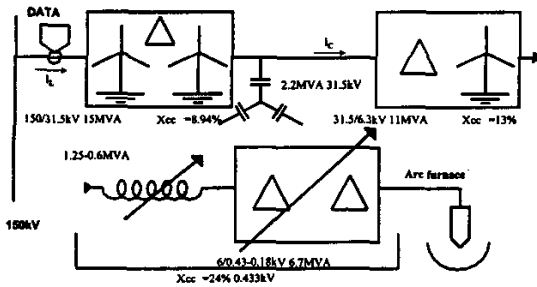 DATA
iL
iC
2.2MVA 31.5kV
150/31.5kV 15MVA Xcc =8.94%
31.5/6.3kV 11MVA Xcc =13%
1.25-0.6MVA
Arc furnace
150kV
6/0.43-0.18kV 6.7MVA
Xcc =24% 0.433kV